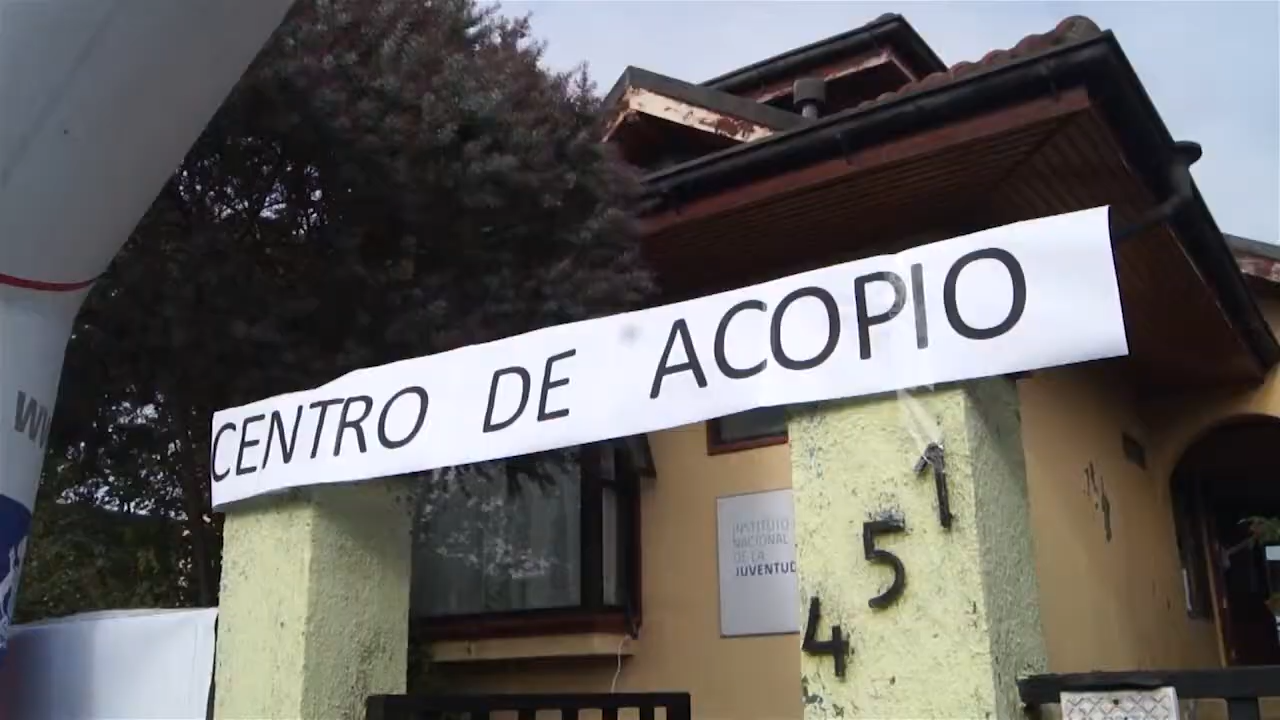 CENTRO DE ACOPIO
INSTITUTO
NACIONAL
DE LA
JUVENTUD
451